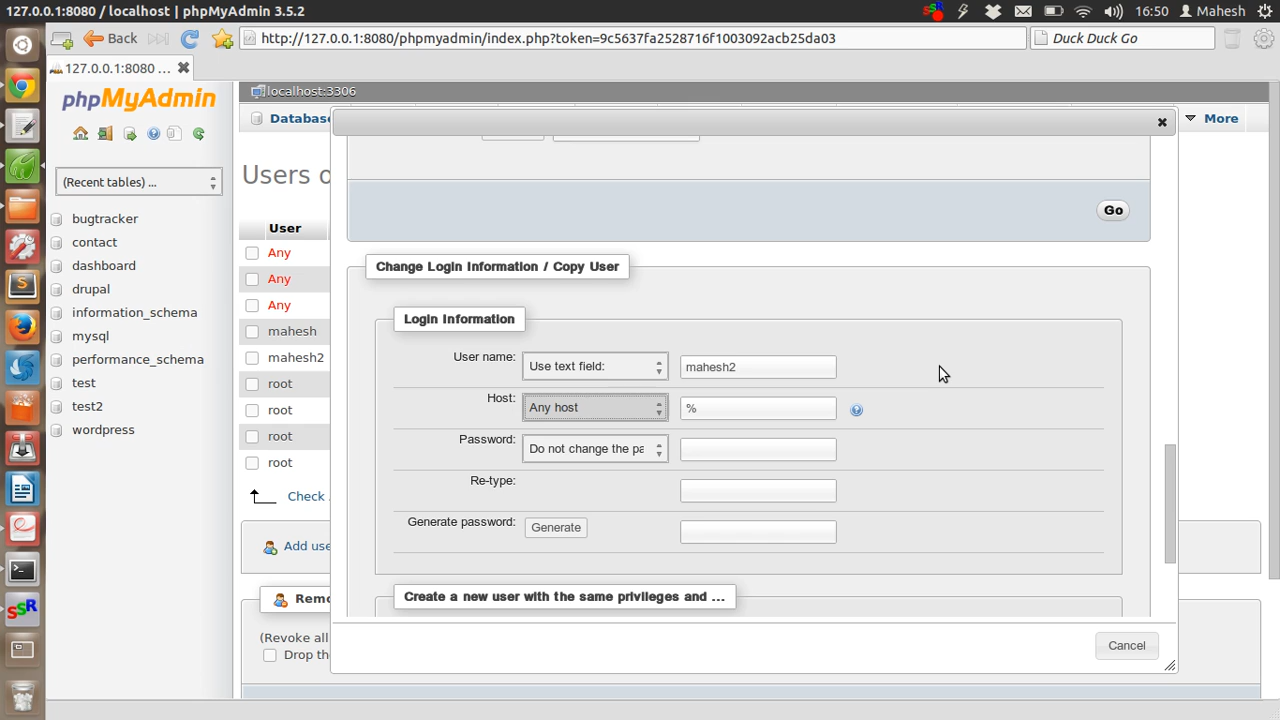 127.0.0.1:8080 / localhost | phpMyAdmin 3.5.2
16:50
Mahesh
Back
http://127.0.0.1:8080/phpmyadmin/index.php?token=9c5637fa2528716f1003092acb25da03
Duck Duck Go
127.0.0.1:8080 ...
phpMyAdmin
(Recent tables) ...
bugtracker
contact
dashboard
drupal
information_schema
mysql
performance_schema
test
test2
wordpress
localhost:3306
Databas
More
Users o
User
Any
Any
Any
mahesh
mahesh2
root
root
root
root
Check
Add use
Remo
(Revoke all
Drop th
Go
Change Login Information / Copy User
Login Information
User name: Use text field: mahesh2
Host: Any host %
Password: Do not change the pa
Re-type:
Generate password: Generate
Create a new user with the same privileges and ...
Cancel